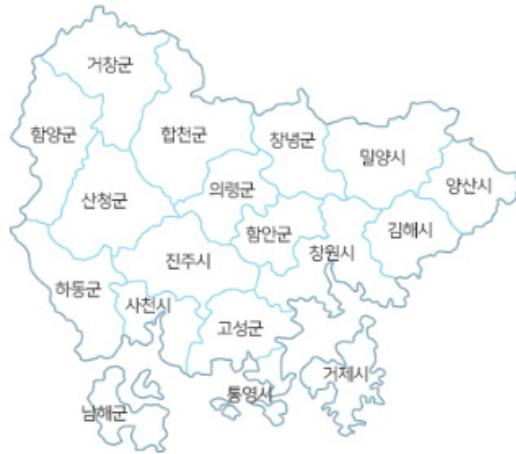 거창군
함양군
합천군
창녕군
밀양시
양산시
산청군
의령군
함안군
김해시
창원시
진주시
하동군
사천시
고성군
거제시
통영시
남해군